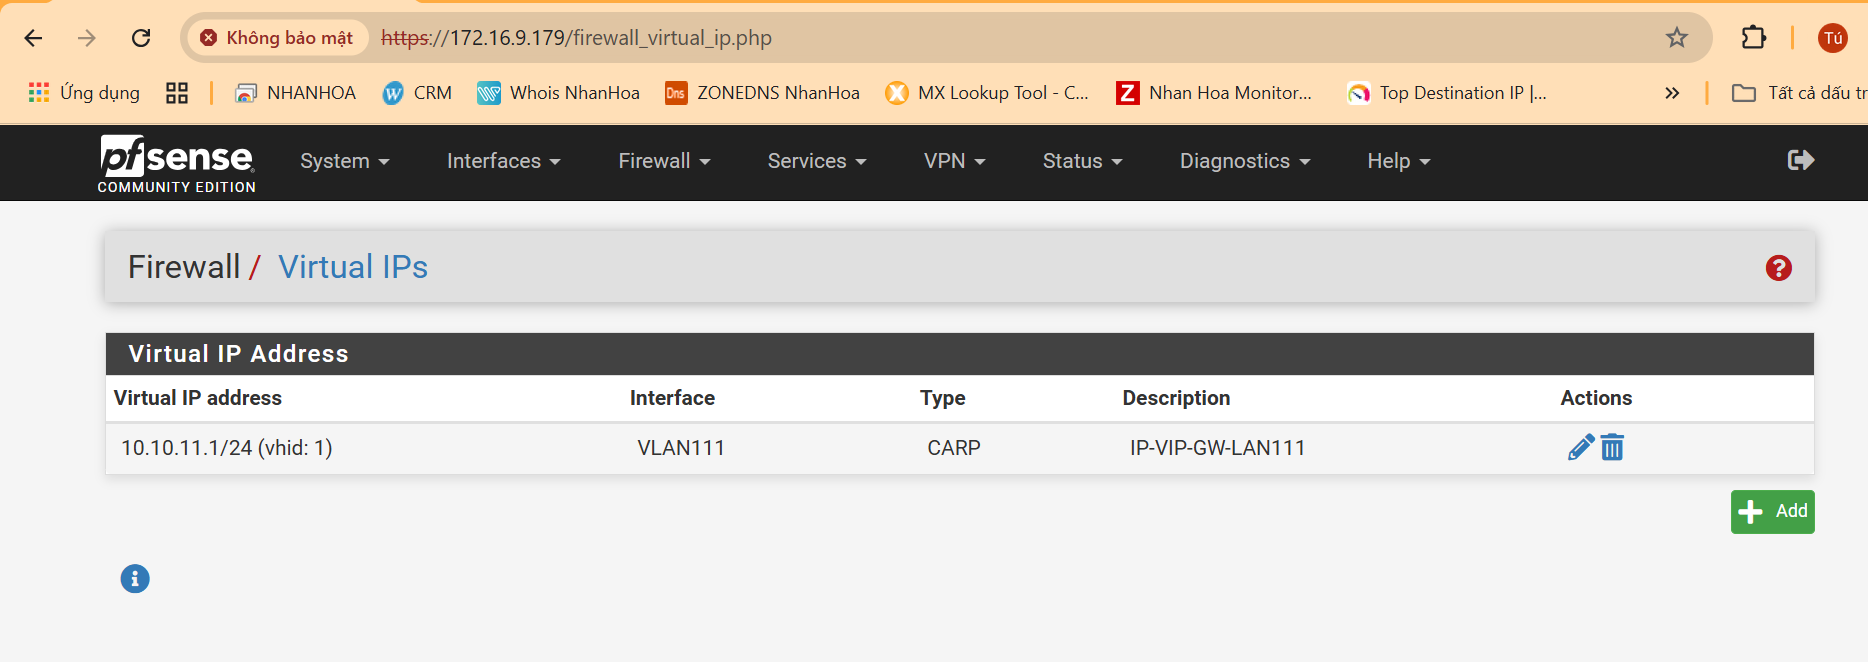 Không bảo mật https://172.16.9.179/firewall_virtual_ip.php Tú
Ứng dụng NHANHOA CRM Whois NhanHoa Dns ZONEDNS NhanHoa MX Lookup Tool - C... Z Nhan Hoa Monitor... Top Destination IP |... » Tất cả dấu tr
pfsense COMMUNITY EDITION System Interfaces Firewall Services VPN Status Diagnostics Help
Firewall / Virtual IPs
Virtual IP Address
Virtual IP address Interface Type Description Actions
10.10.11.1/24 (vhid: 1) VLAN111 CARP IP-VIP-GW-LAN111
Add